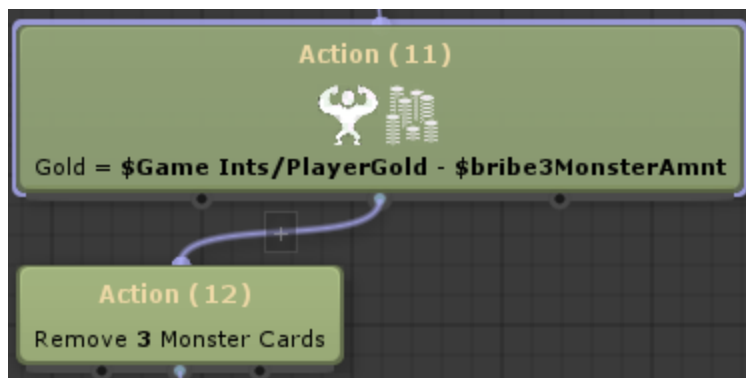 Action (11)
Gold = $Game Ints/PlayerGold - $bribe3MonsterAmnt
+
Action (12)
Remove 3 Monster Cards